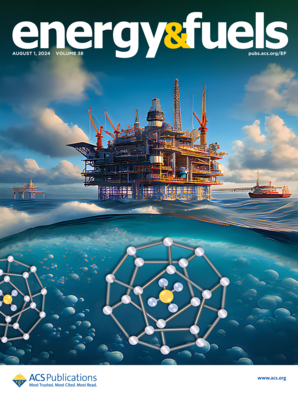 energy&fuels
AUGUST 1, 2024 VOLUME 38
pubs.acs.org/EF
ACS Publications
Most Trusted. Most Cited. Most Read.
www.acs.org